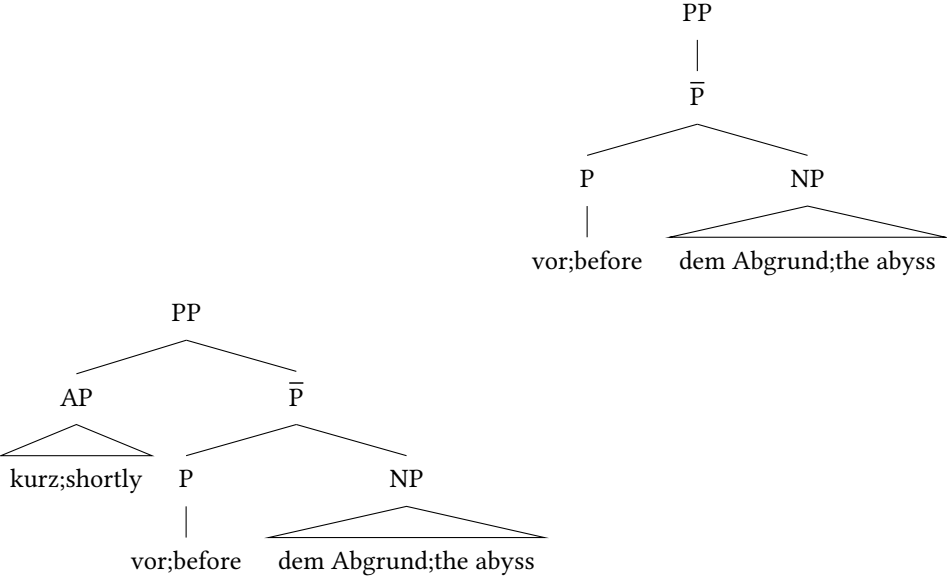 PP
P̅
P NP
vor;before dem Abgrund;the abyss
PP
AP P̅
kurz;shortly P NP
vor;before dem Abgrund;the abyss